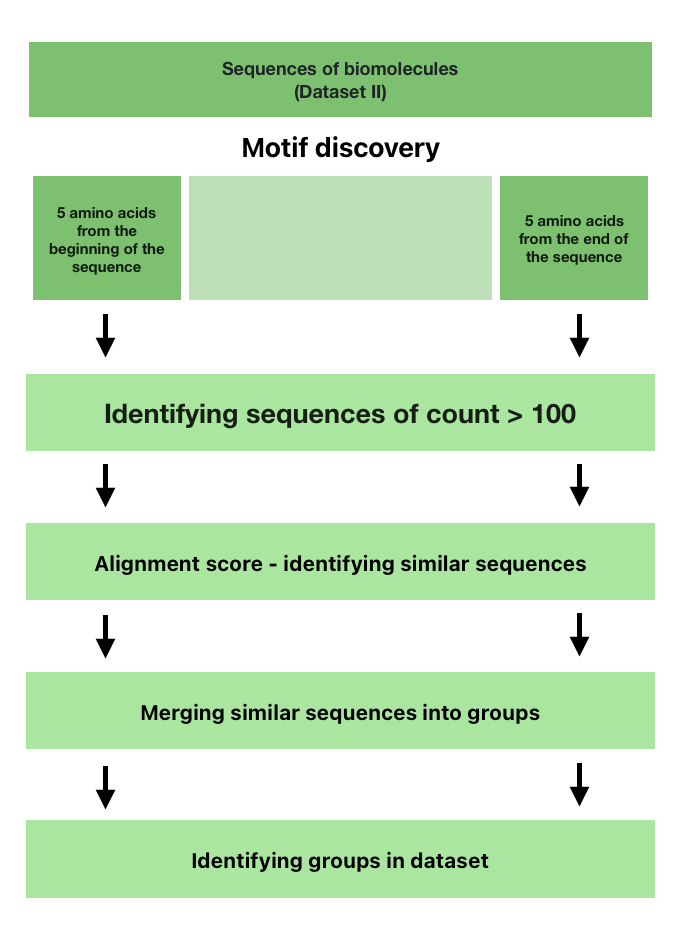 Sequences of biomolecules
(Dataset II)
Motif discovery
5 amino acids
from the
beginning of the
sequence
5 amino acids
from the end of
the sequence
Identifying sequences of count > 100
Alignment score - identifying similar sequences
Merging similar sequences into groups
Identifying groups in dataset